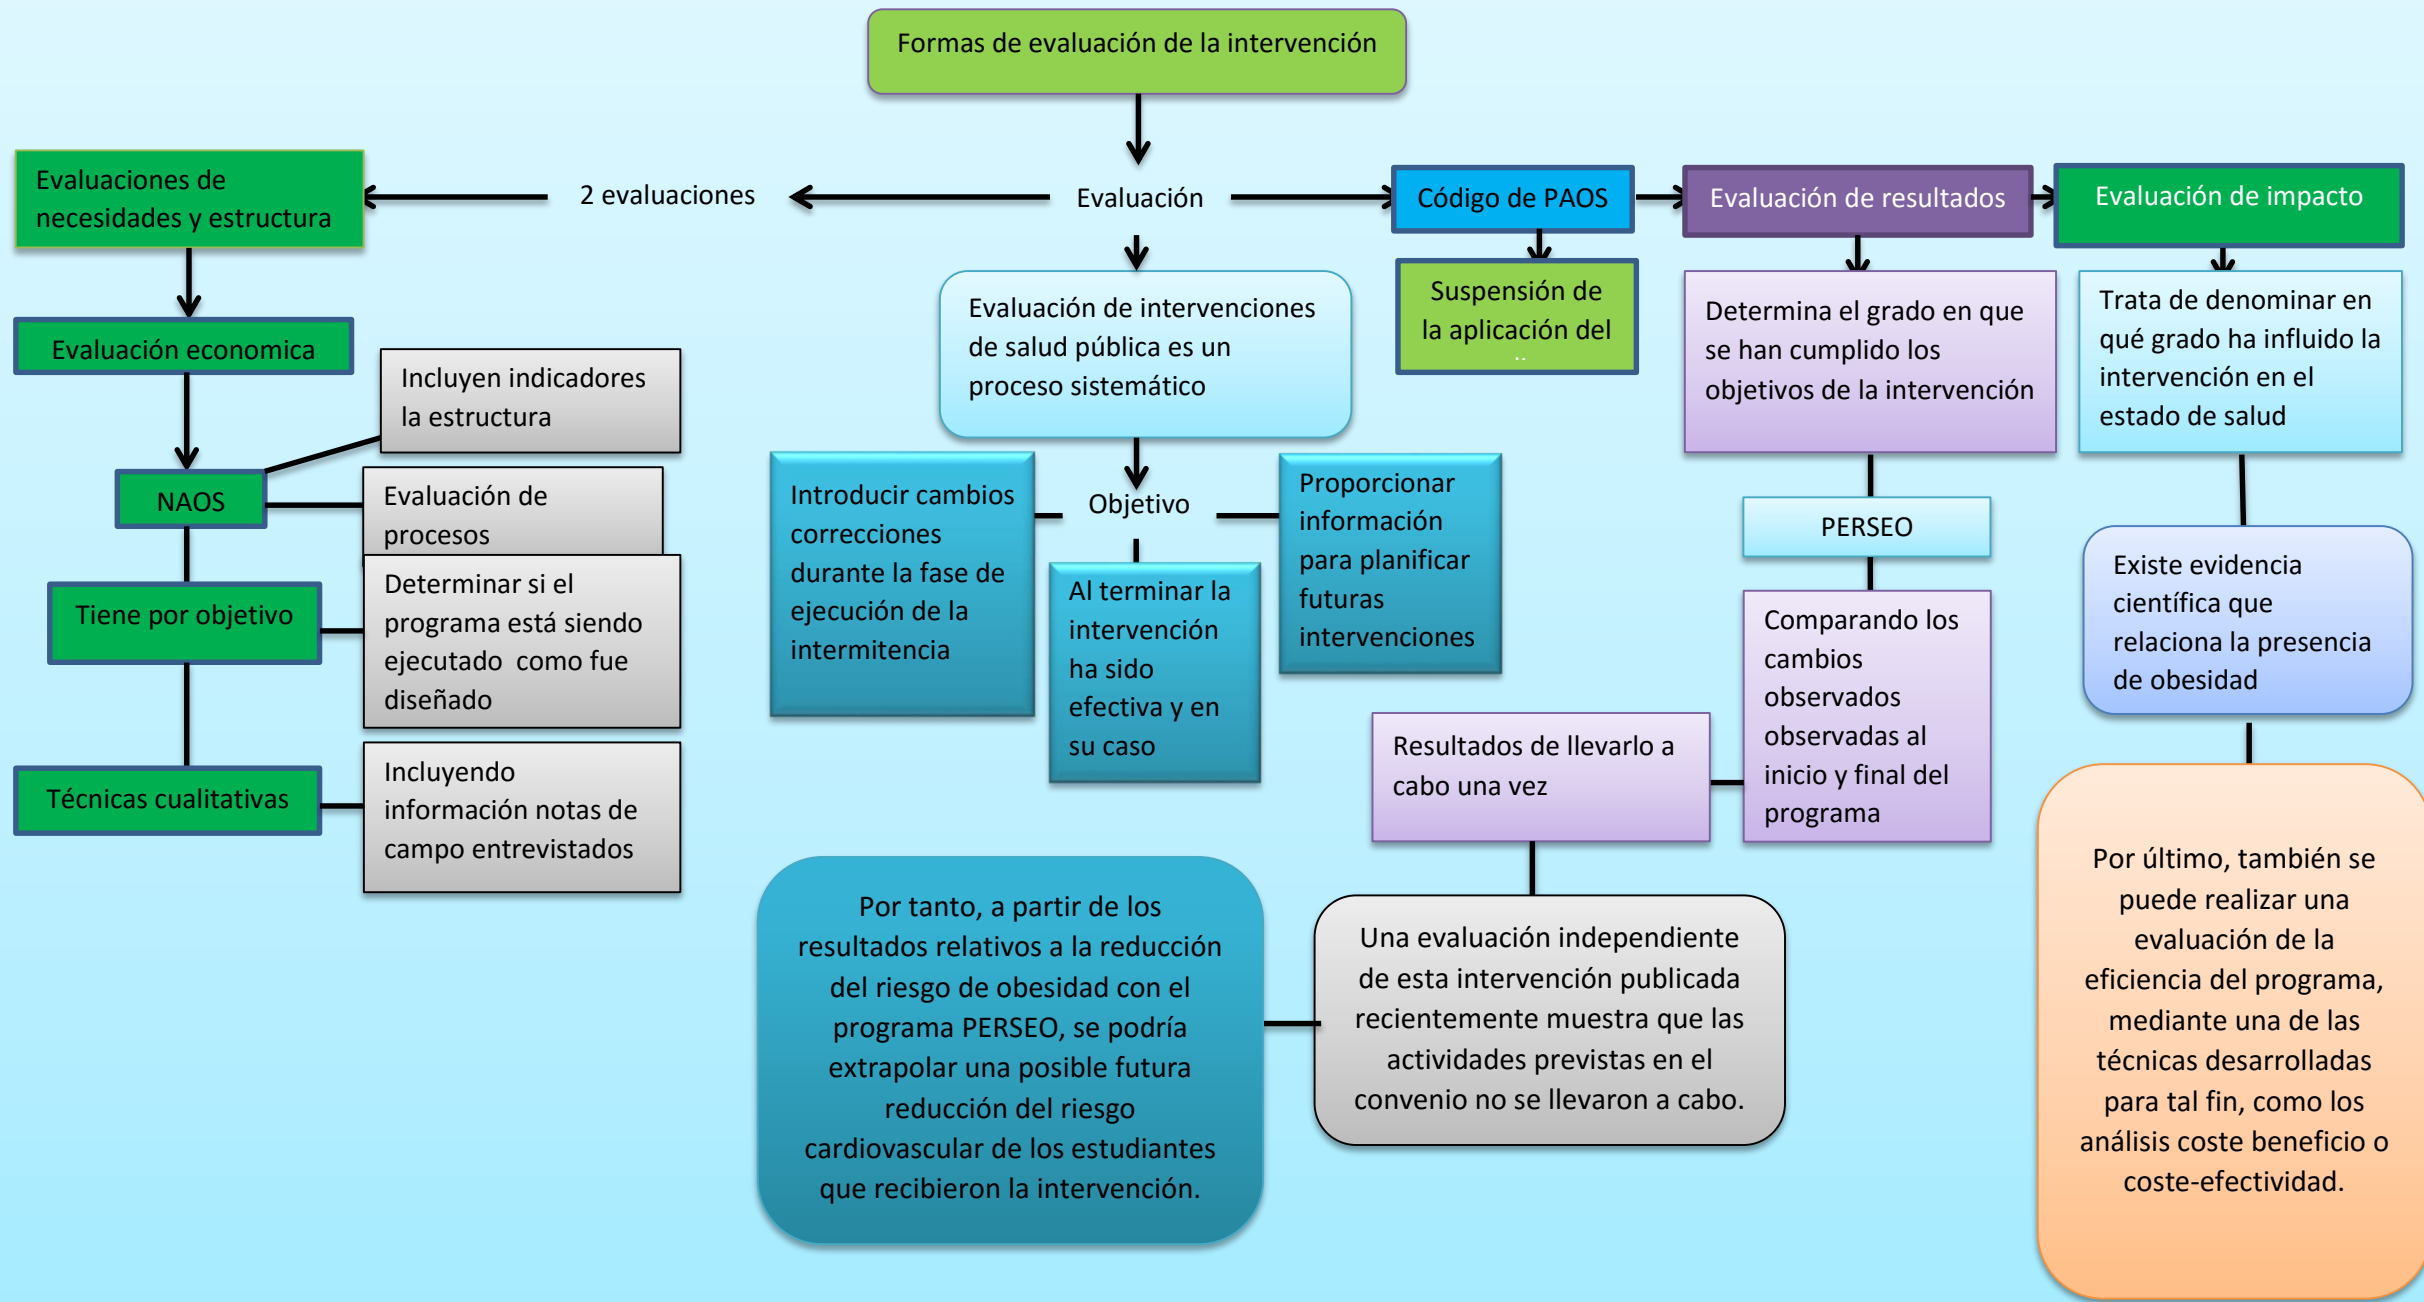 Formas de evaluación de la intervención
Evaluaciones de
necesidades y estructura
2 evaluaciones
Evaluación
Código de PAOS
Evaluación de resultados
Evaluación de impacto
Evaluación economica
NAOS
Incluyen indicadores
la estructura
Evaluación de
procesos
Tiene por objetivo
Determinar si el
programa está siendo
ejecutado como fue
diseñado
Técnicas cualitativas
Incluyendo
información notas de
campo entrevistados
Evaluación de intervenciones
de salud pública es un
proceso sistemático
Objetivo
Introducir cambios
correcciones
durante la fase de
ejecución de la
intermitencia
Al terminar la
intervención
ha sido
efectiva y en
su caso
Proporcionar
información
para planificar
futuras
intervenciones
Suspensión de
la aplicación del
Determina el grado en que
se han cumplido los
objetivos de la intervención
PERSEO
Comparando los
cambios
observados
observadas al
inicio y final del
programa
Resultados de llevarlo a
cabo una vez
Una evaluación independiente
de esta intervención publicada
recientemente muestra que las
actividades previstas en el
convenio no se llevaron a cabo.
Por tanto, a partir de los
resultados relativos a la reducción
del riesgo de obesidad con el
programa PERSEO, se podría
extrapolar una posible futura
reducción del riesgo
cardiovascular de los estudiantes
que recibieron la intervención.
Trata de denominar en
qué grado ha influido la
intervención en el
estado de salud
Existe evidencia
científica que
relaciona la presencia
de obesidad
Por último, también se
puede realizar una
evaluación de la
eficiencia del programa,
mediante una de las
técnicas desarrolladas
para tal fin, como los
análisis coste beneficio o
coste-efectividad.